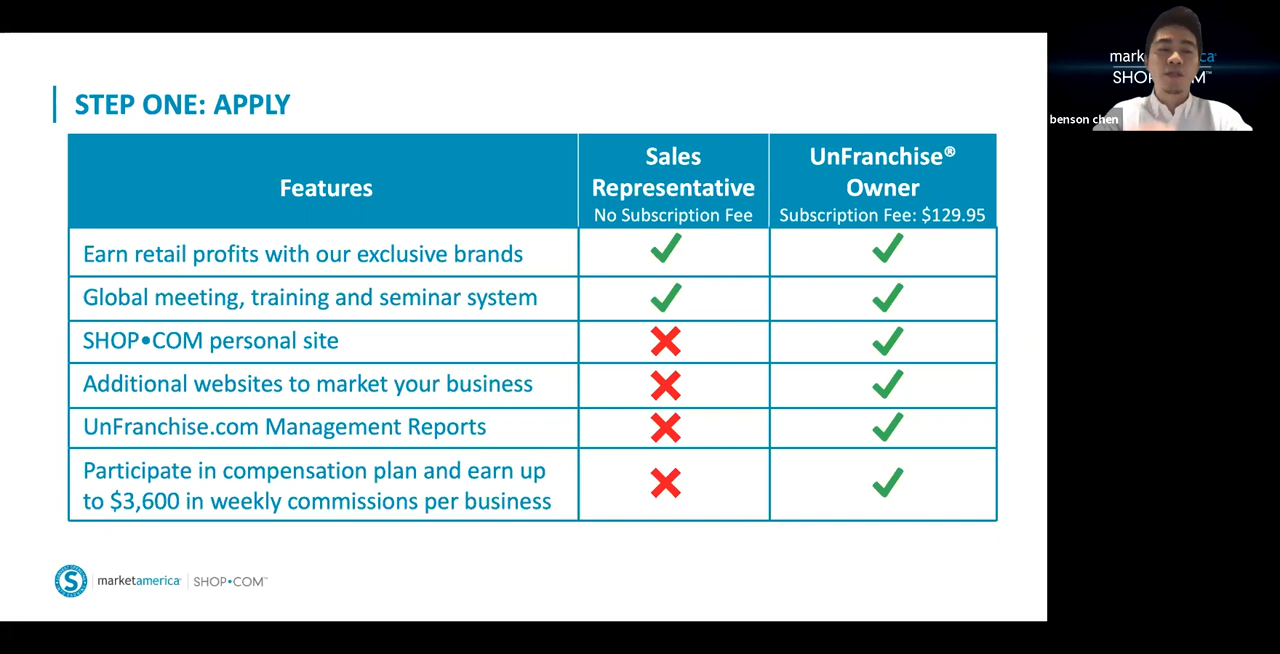 STEP ONE: APPLY
Features
Sales
Representative
No Subscription Fee
UnFranchise®
Owner
Subscription Fee: $129.95
Earn retail profits with our exclusive brands
Global meeting, training and seminar system
SHOP•COM personal site
Additional websites to market your business
UnFranchise.com Management Reports
Participate in compensation plan and earn up
to $3,600 in weekly commissions per business
S
marketamerica
SHOP•COM™
benson chen